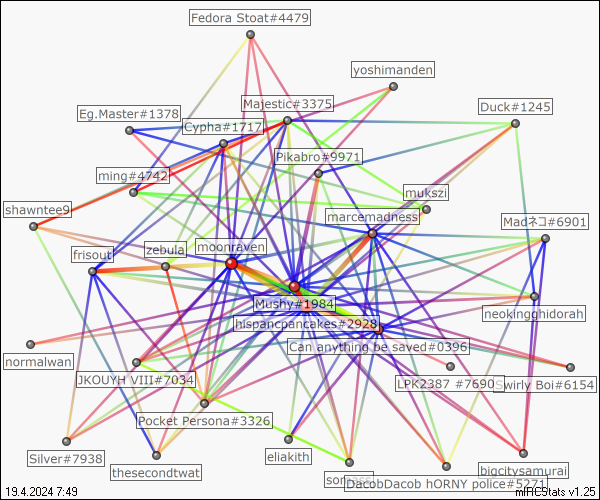 Fedora Stoat#4479
yoshimanden
Majestic#3375
Duck#1245
Eg.Master#1378
Cypha#1717
Pikabro#9971
ming#4742
mukszi
shawntee9
marcemadness
Madネコ#6901
moonraven
zebula
frisout
Mushy#1984
neokingghidorah
hispancpancakes#2928
Can anything be saved#0396
normalwan
JKOUYH VIII#7034
LPK2387 #7690
Swirly Boi#6154
Pocket Persona#3326
Silver#7938
eliakith
thesecondtwat
bigcitysamurai
DacobDacob hORNY police#5271
19.4.2024 7:49
mIRCStats v1.25